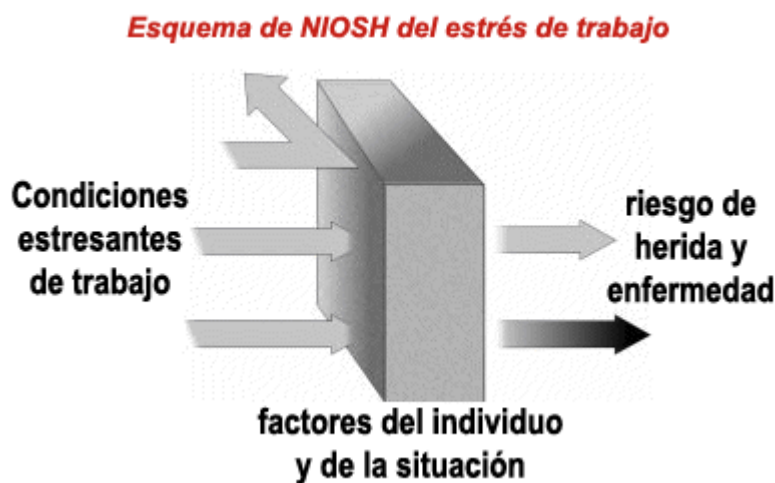 Esquema de NIOSH del estrés de trabajo
Condiciones
estresantes
de trabajo
riesgo de
herida y
enfermedad
factores del individuo
y de la situación